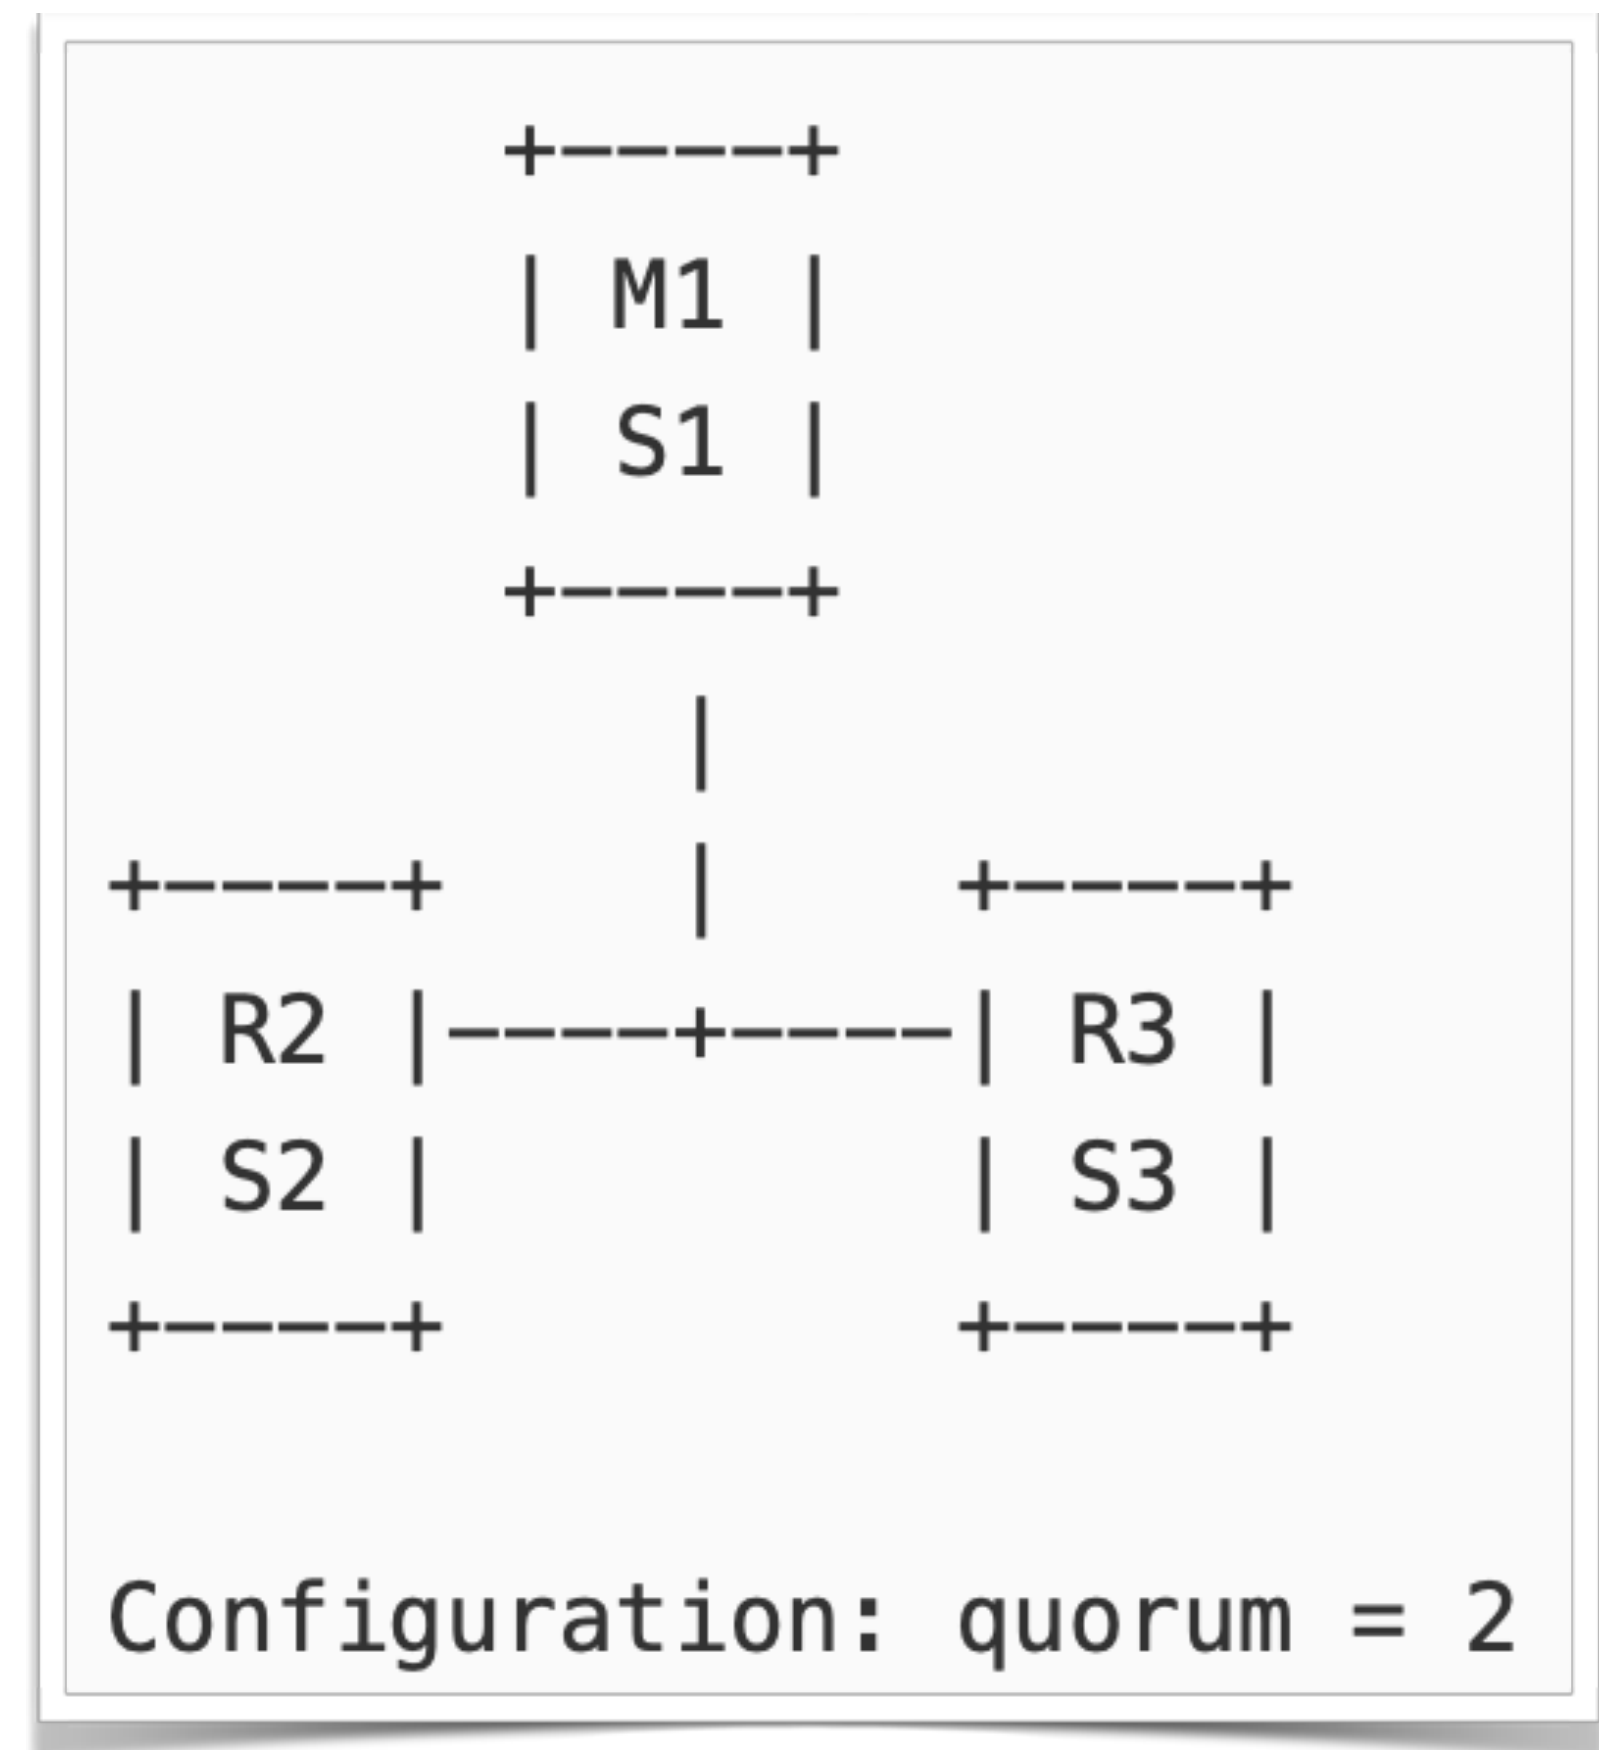 +----+
       | M1 |
       | S1 |
       +----+
          |
+----+    |    +----+
| R2 |----+----| R3 |
| S2 |         | S3 |
+----+         +----+
Configuration: quorum = 2